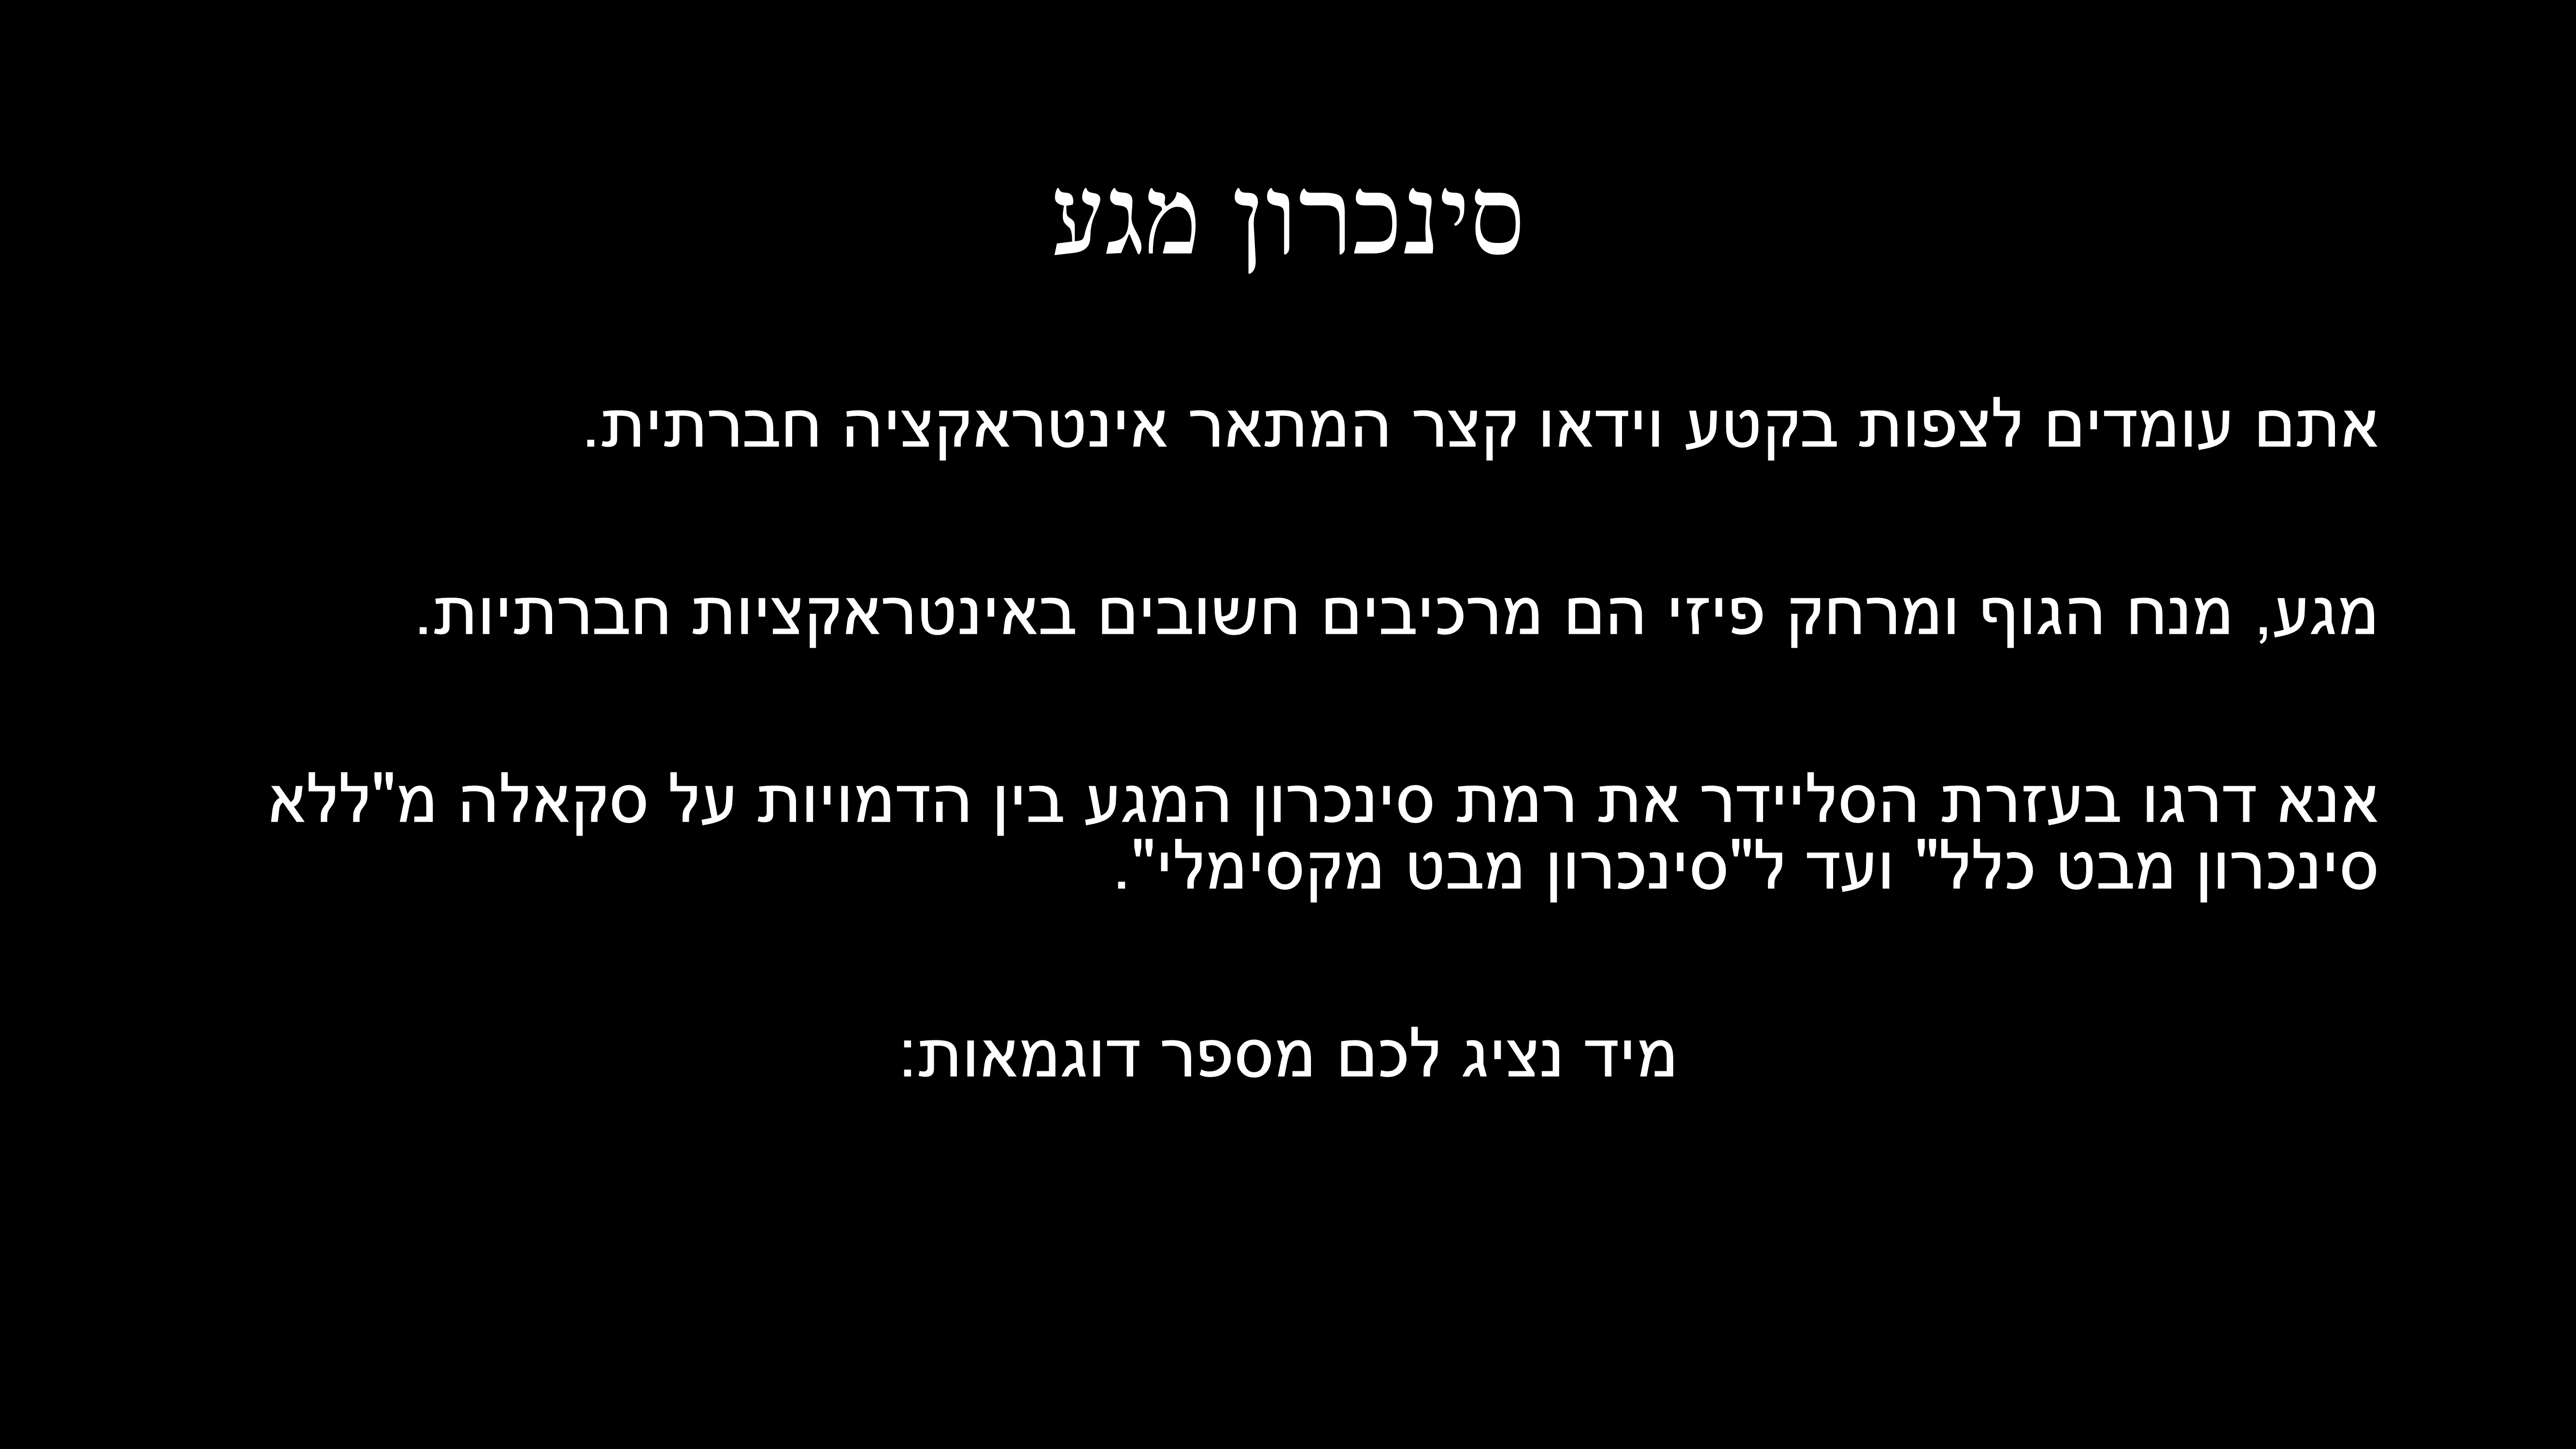 סינכרון מגע
אתם עומדים לצפות בקטע וידאו קצר המתאר אינטראקציה חברתית.
מגע, מנח הגוף ומרחק פיזי הם מרכיבים חשובים באינטראקציות חברתיות.
אנא דרגו בעזרת הסליידר את רמת סינכרון המגע בין הדמויות על סקאלה מ"ללא
סינכרון מבט כלל" ועד ל"סינכרון מבט מקסימלי".
מיד נציג לכם מספר דוגמאות: